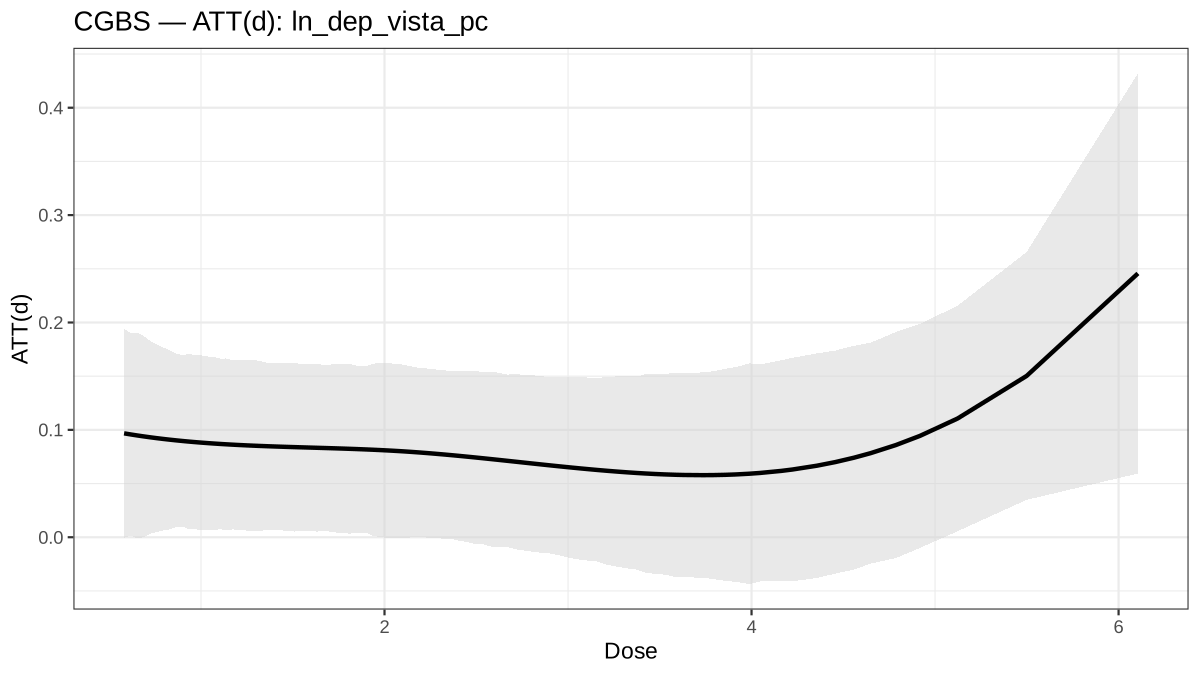 CGBS — ATT(d): ln_dep_vista_pc
ATT(d)
0.4
0.3
0.2
0.1
0.0
2 4 6
Dose